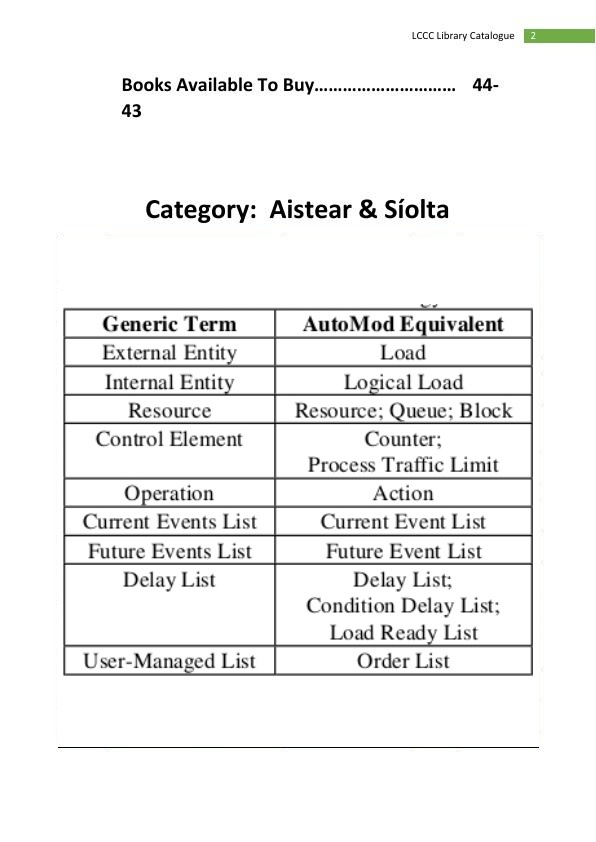 LCCC Library Catalogue 2
Books Available To Buy………………………… 44-
43
Category: Aistear & Síolta
Generic Term AutoMod Equivalent
External Entity Load
Internal Entity Logical Load
Resource Resource; Queue; Block
Control Element Counter;
Process Traffic Limit
Operation Action
Current Events List Current Event List
Future Events List Future Event List
Delay List Delay List;
Condition Delay List;
Load Ready List
User-Managed List Order List